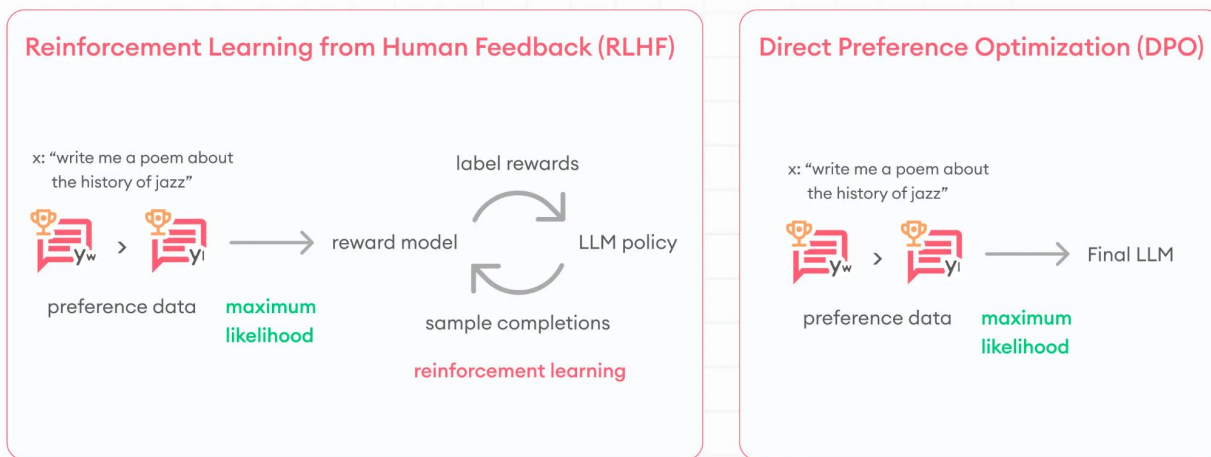 Reinforcement Learning from Human Feedback (RLHF)
x: “write me a poem about
the history of jazz”
label rewards
yw > yl
reward model
LLM policy
preference data
maximum
likelihood
sample completions
reinforcement learning
Direct Preference Optimization (DPO)
x: “write me a poem about
the history of jazz”
yw > yl
Final LLM
preference data
maximum
likelihood